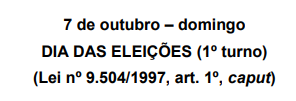 7 de outubro – domingo
DIA DAS ELEIÇÕES (1º turno)
(Lei nº 9.504/1997, art. 1º, caput)